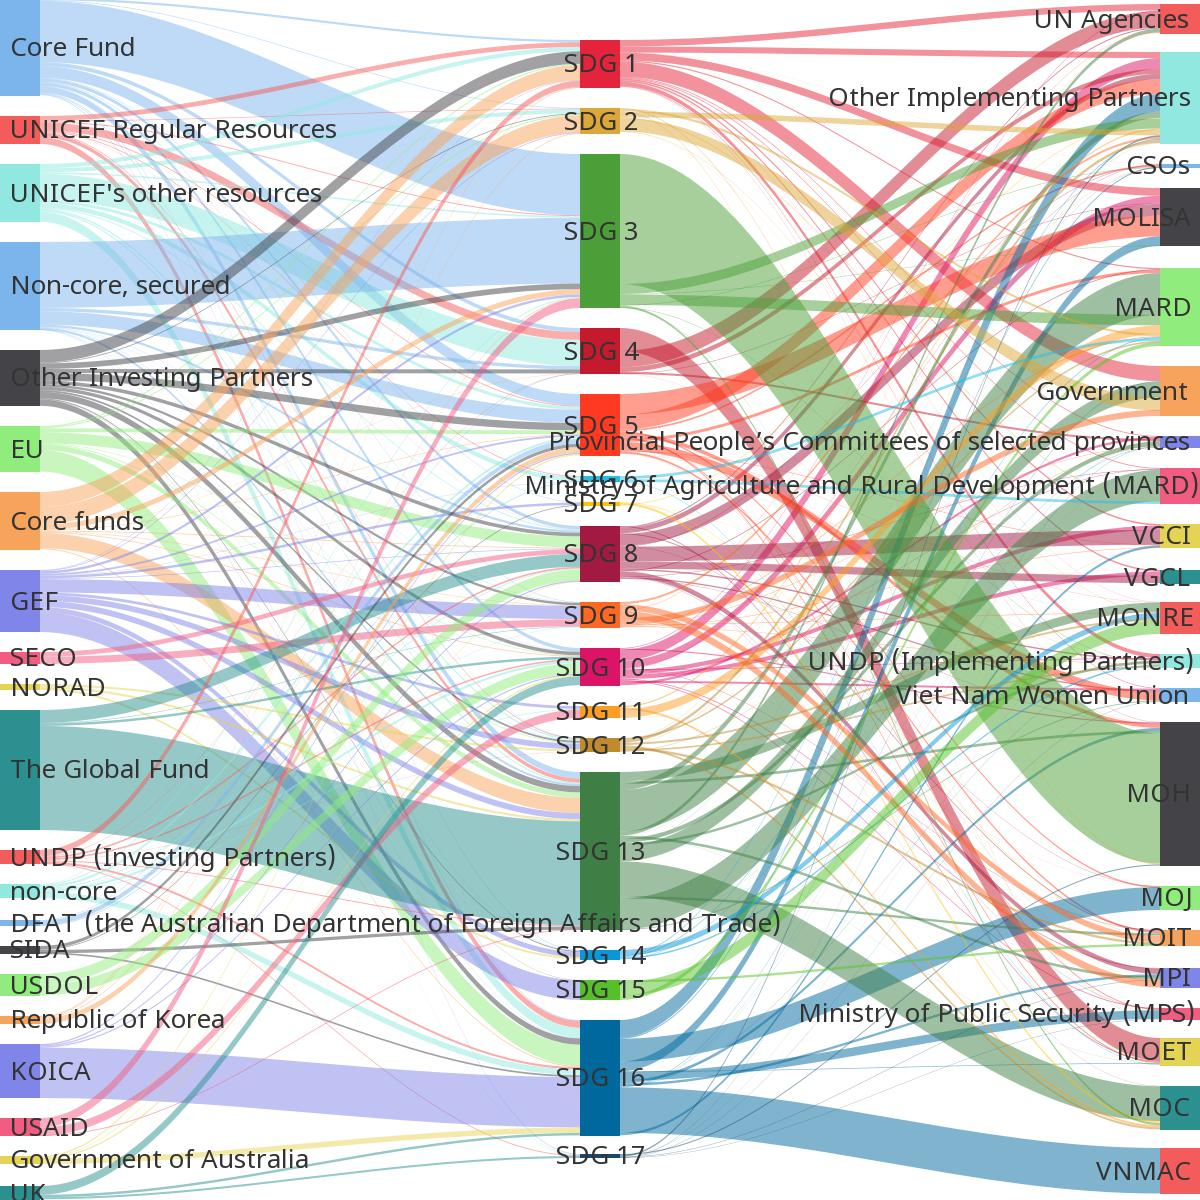 Core Fund
UNICEF Regular Resources
UNICEF's other resources
Non-core, secured
Other Investing Partners
EU
Core funds
GEF
SECO
NORAD
The Global Fund
UNDP (Investing Partners)
non-core
DFAT (the Australian Department of Foreign Affairs and Trade)
SIDA
USDOL
Republic of Korea
KOICA
USAID
Government of Australia
UK
SDG 1
SDG 2
SDG 3
SDG 4
SDG 5
SDG 6
SDG 7
SDG 8
SDG 9
SDG 10
SDG 11
SDG 12
SDG 13
SDG 14
SDG 15
SDG 16
SDG 17
UN Agencies
Other Implementing Partners
CSOs
MOLISA
MARD
Government
Provincial People’s Committees of selected provinces
Ministry of Agriculture and Rural Development (MARD)
VCCI
VGCL
MONRE
UNDP (Implementing Partners)
Viet Nam Women Union
MOH
MOJ
MOIT
MPI
Ministry of Public Security (MPS)
MOET
MOC
VNMAC